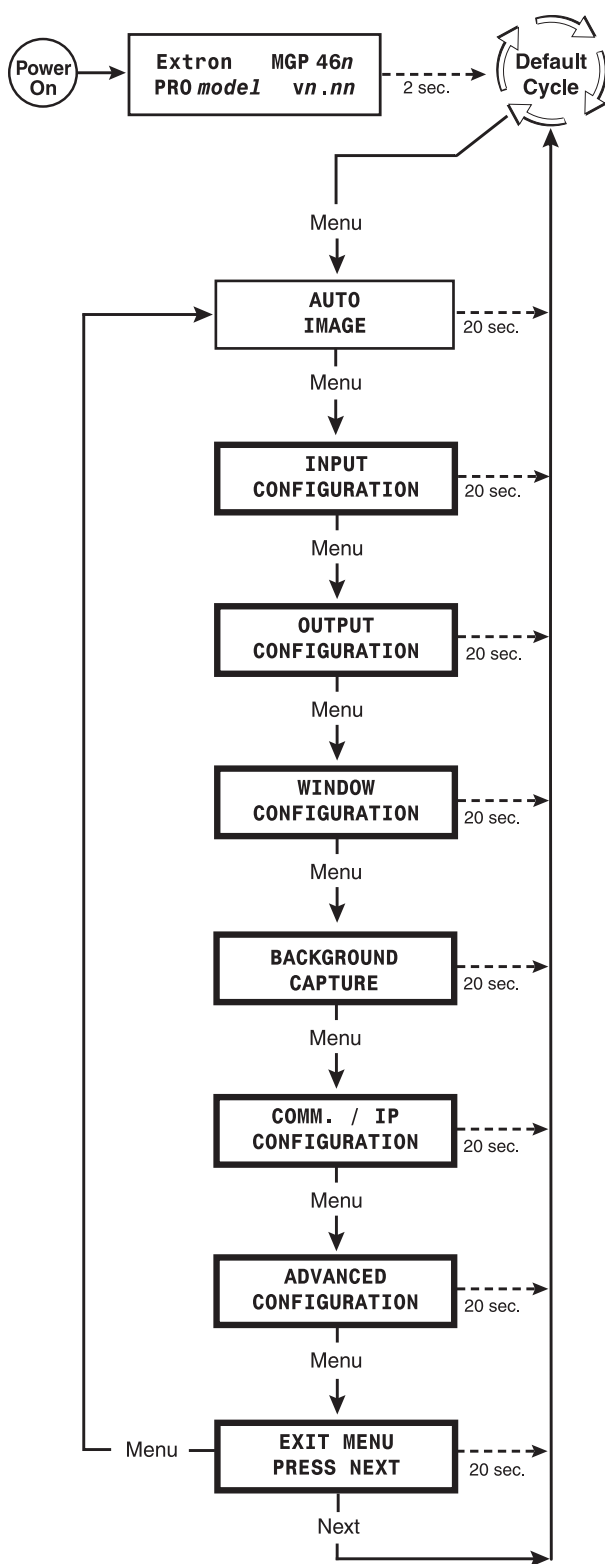 Power
On
Extron MGP 46n
PRO model vn.nn
2 sec.
Default
Cycle
Menu
AUTO
IMAGE
20 sec.
Menu
INPUT
CONFIGURATION
20 sec.
Menu
OUTPUT
CONFIGURATION
20 sec.
Menu
WINDOW
CONFIGURATION
20 sec.
Menu
BACKGROUND
CAPTURE
20 sec.
Menu
COMM. / IP
CONFIGURATION
20 sec.
Menu
ADVANCED
CONFIGURATION
20 sec.
Menu
Menu
EXIT MENU
PRESS NEXT
20 sec.
Next